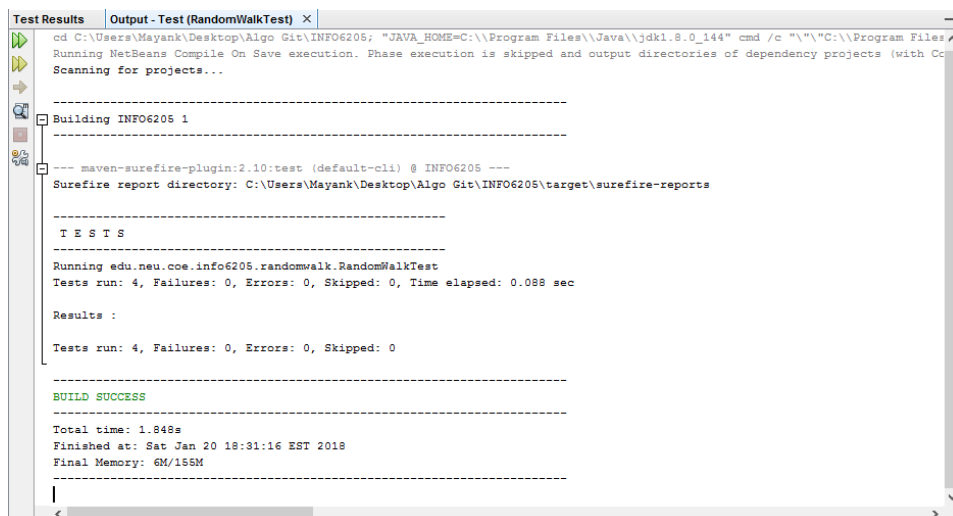 Test Results Output - Test (RandomWalkTest) ×
cd C:\Users\Mayank\Desktop\Algo Git\INFO6205; "JAVA_HOME=C:\\Program Files\\Java\\jdk1.8.0_144" cmd /c "\"\"C:\\Program Files
Running NetBeans Compile On Save execution. Phase execution is skipped and output directories of dependency projects (with Co
Scanning for projects...
------------------------------------------------------------------------
Building INFO6205 1
------------------------------------------------------------------------
--- maven-surefire-plugin:2.10:test (default-cli) @ INFO6205 ---
Surefire report directory: C:\Users\Mayank\Desktop\Algo Git\INFO6205\target\surefire-reports
-------------------------------------------------------
T E S T S
-------------------------------------------------------
Running edu.neu.coe.info6205.randomwalk.RandomWalkTest
Tests run: 4, Failures: 0, Errors: 0, Skipped: 0, Time elapsed: 0.088 sec
Results :
Tests run: 4, Failures: 0, Errors: 0, Skipped: 0
------------------------------------------------------------------------
BUILD SUCCESS
------------------------------------------------------------------------
Total time: 1.848s
Finished at: Sat Jan 20 18:31:16 EST 2018
Final Memory: 6M/155M
------------------------------------------------------------------------